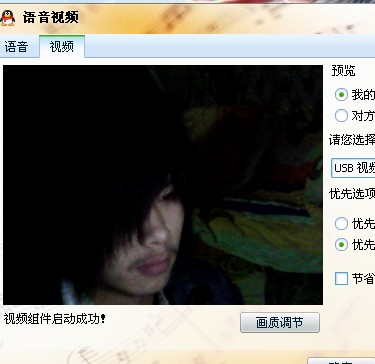 语音视频
语音 视频
预览
我的
对方
请您选择
USB 视频
优先选项
优先
优先
节省
视频组件启动成功!
画质调节